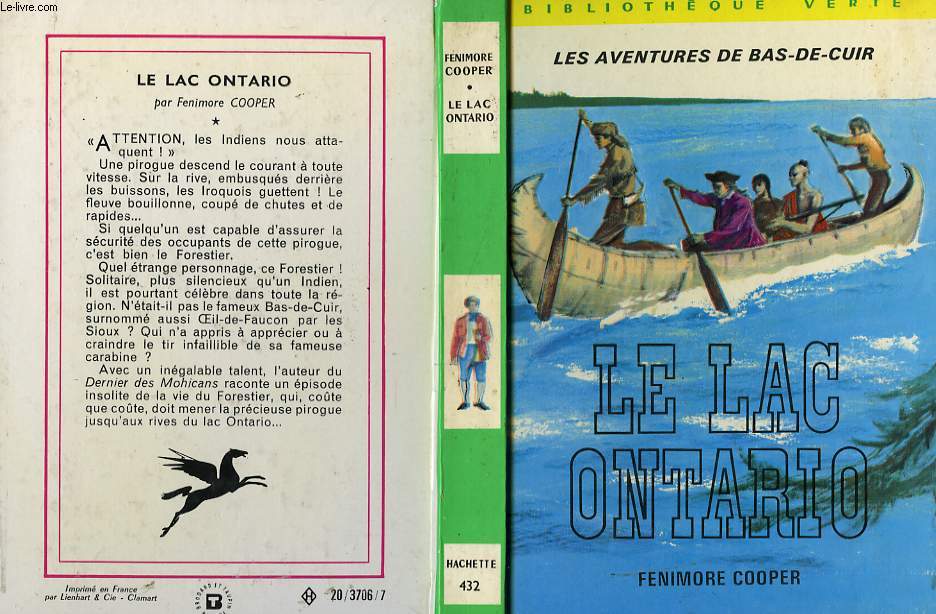 Le-livre.com
LE LAC ONTARIO
par Fenimore COOPER
★
« ATTENTION, les Indiens nous atta-
quent ! »
Une pirogue descend le courant à toute
vitesse. Sur la rive, embusqués derrière
les buissons, les Iroquois guettent ! Le
fleuve bouillonne, coupé de chutes et de
rapides...
Si quelqu'un est capable d'assurer la
sécurité des occupants de cette pirogue,
c'est bien le Forestier.
Quel étrange personnage, ce Forestier !
Solitaire, plus silencieux qu'un Indien,
il est pourtant célèbre dans toute la ré-
gion. N'était-il pas le fameux Bas-de-Cuir,
surnommé aussi Œil-de-Faucon par les
Sioux ? Qui n'a appris à apprécier ou à
craindre le tir infaillible de sa fameuse
carabine ?
Avec un inégalable talent, l'auteur du
Dernier des Mohicans raconte un épisode
insolite de la vie du Forestier, qui, coûte
que coûte, doit mener la précieuse pirogue
jusqu'aux rives du lac Ontario...
Imprimé en France
par Lienhart & Cie - Clamart
BRODARD ET TAUPIN
20/3706/7
FENIMORE
COOPER
•
LE LAC
ONTARIO
HACHETTE
432
BIBLIOTHÈQUE VERTE
LES AVENTURES DE BAS-DE-CUIR
LE LAC
ONTARIO
FENIMORE COOPER